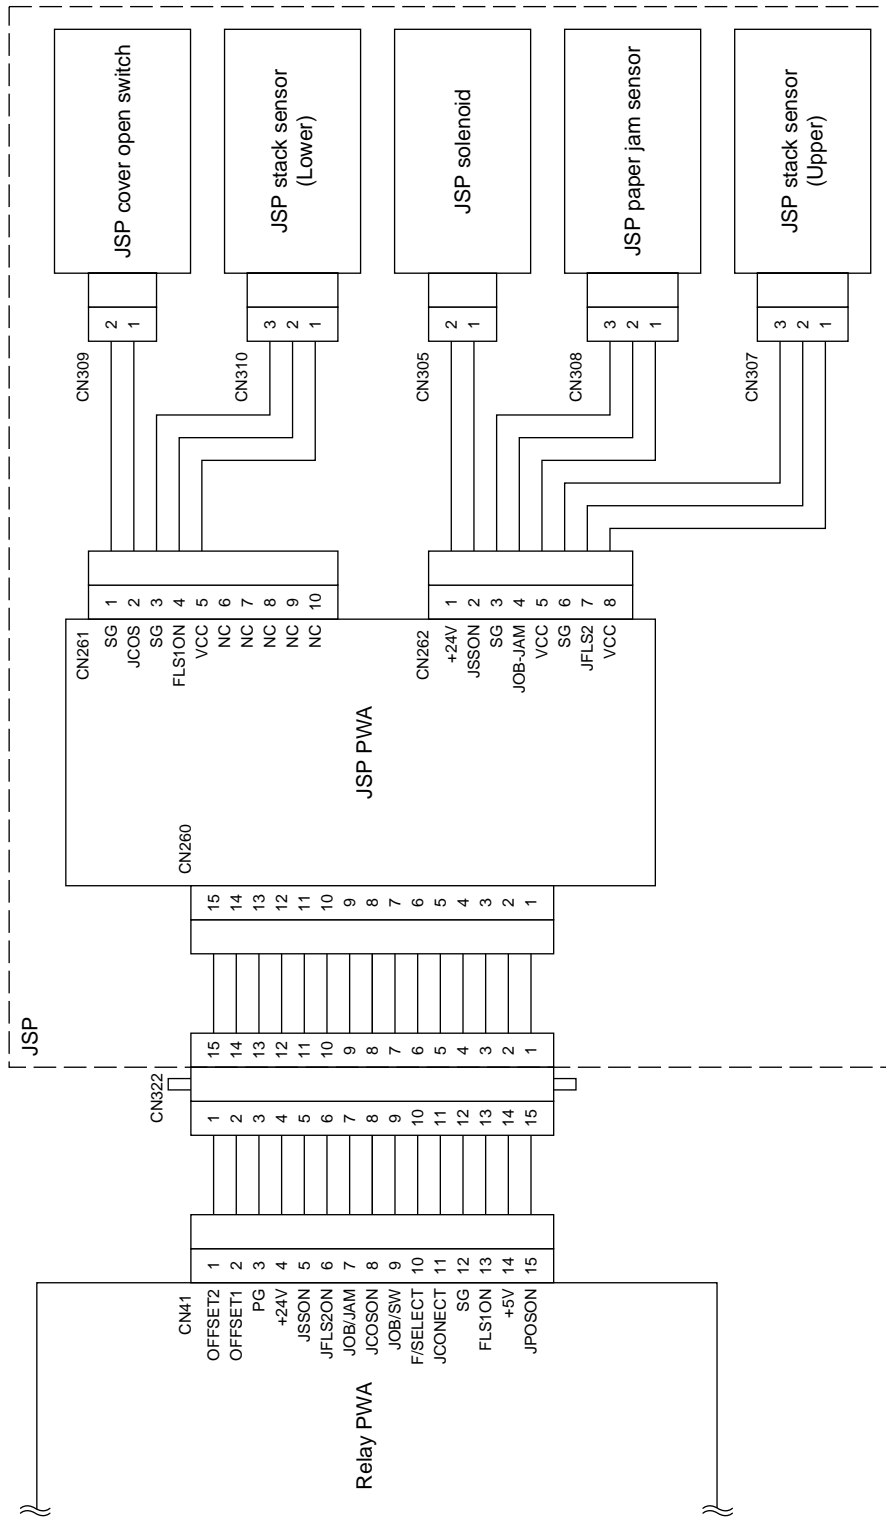 JSP cover open switch
JSP stack sensor
(Lower)
JSP solenoid
JSP paper jam sensor
JSP stack sensor
(Upper)
2
1
3
2
1
2
1
3
2
1
3
2
1
CN309
CN310
CN305
CN308
CN307
CN261
1
2
3
4
5
6
7
8
9
10
SG
JCOS
SG
FLS1ON
VCC
NC
NC
NC
NC
NC
CN262
1
2
3
4
5
6
7
8
+24V
JSSON
SG
JOB-JAM
VCC
SG
JFLS2
VCC
JSP PWA
CN260
15
14
13
12
11
10
9
8
7
6
5
4
3
2
1
JSP
15
14
13
12
11
10
9
8
7
6
5
4
3
2
1
CN322
1
2
3
4
5
6
7
8
9
10
11
12
13
14
15
CN41
1
2
3
4
5
6
7
8
9
10
11
12
13
14
15
OFFSET2
OFFSET1
PG
+24V
JSSON
JFLS2ON
JOB/JAM
JCOSON
JOB/SW
F/SELECT
JCONECT
SG
FLS1ON
+5V
JPOSON
Relay PWA